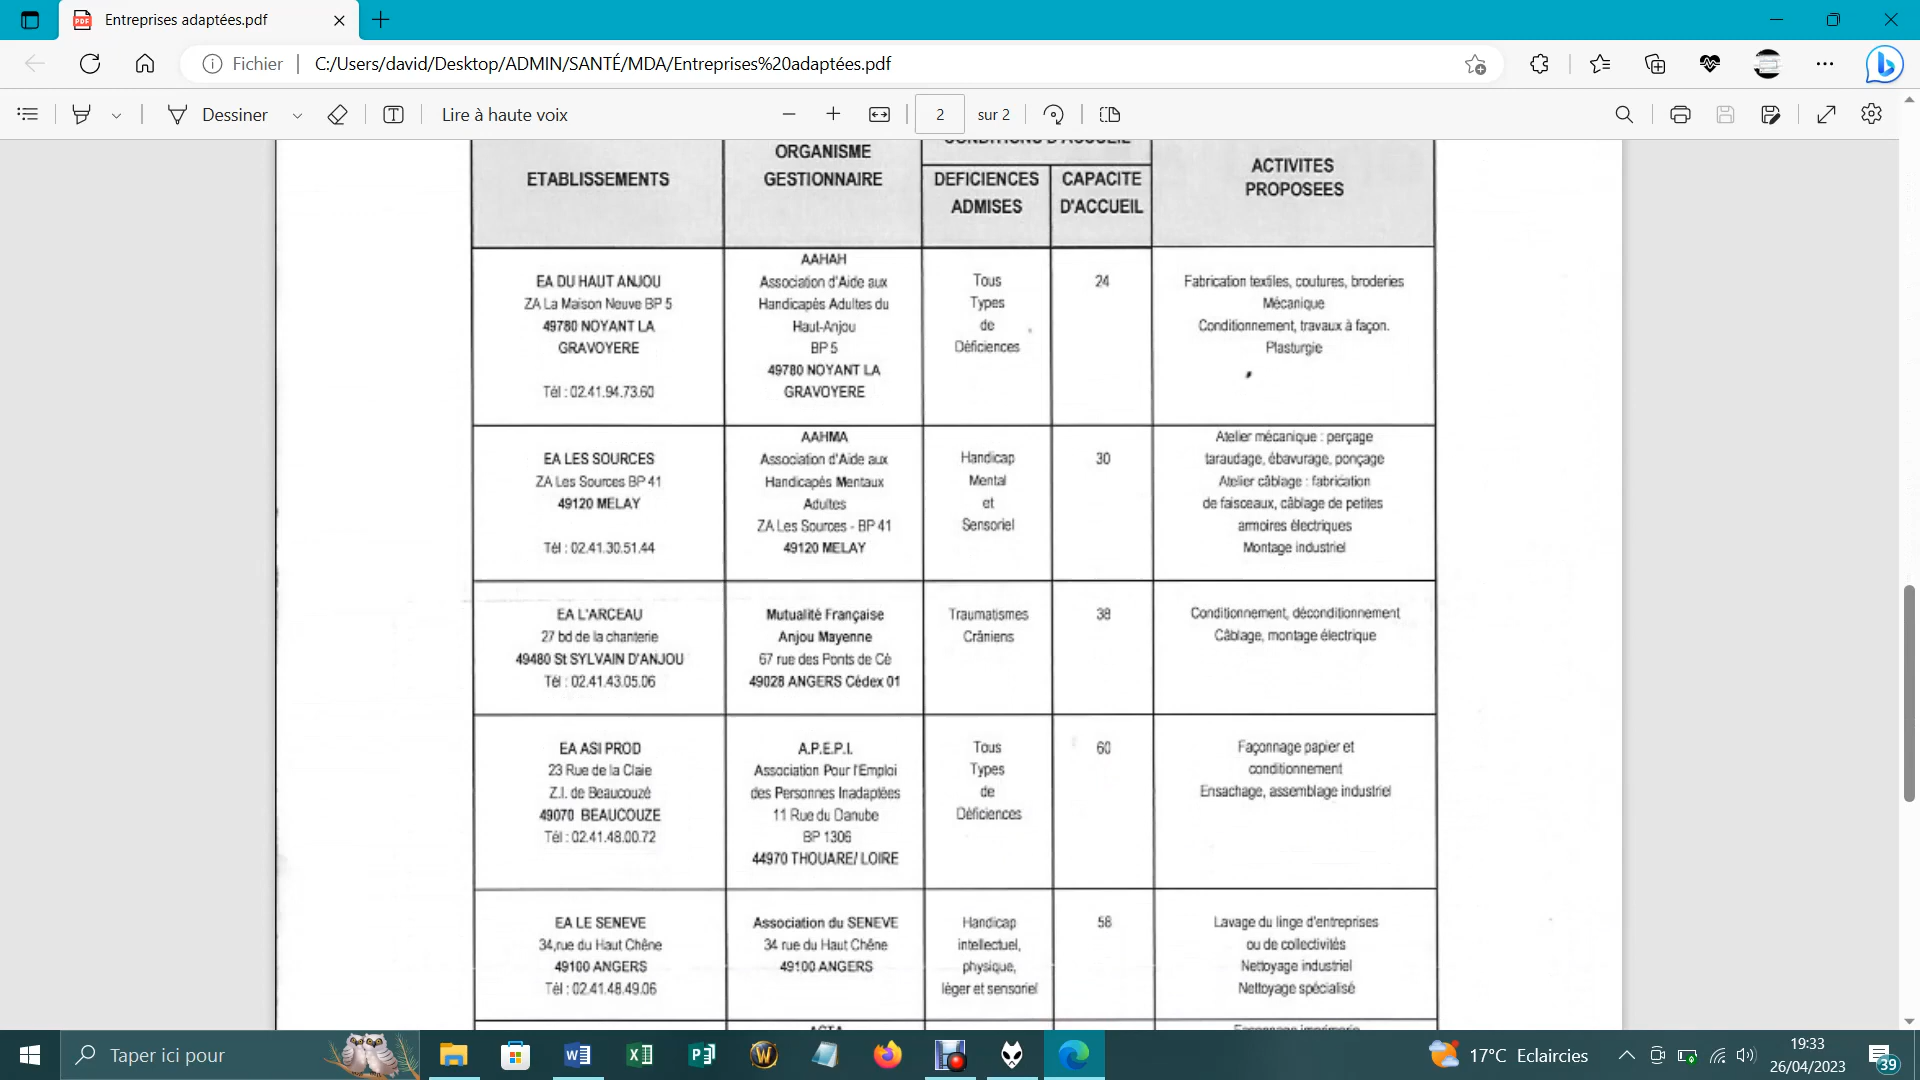 Entreprises adaptées.pdf
Fichier
C:/Users/david/Desktop/ADMIN/SANTÉ/MDA/Entreprises%20adaptées.pdf
Dessiner
Lire à haute voix
2
sur 2
ETABLISSEMENTS
ORGANISME
GESTIONNAIRE
CONDITIONS D'ACCUEIL
DEFICIENCES
ADMISES
CAPACITE
D'ACCUEIL
ACTIVITES
PROPOSEES
EA DU HAUT ANJOU
ZA La Maison Neuve BP 5
49780 NOYANT LA
GRAVOYERE
Tél : 02.41.94.73.60
AAHAH
Association d'Aide aux
Handicapés Adultes du
Haut-Anjou
BP 5
49780 NOYANT LA
GRAVOYERE
Tous
Types
de
Déficiences
24
Fabrication textiles, coutures, broderies
Mécanique
Conditionnement, travaux à façon.
Plasturgie
EA LES SOURCES
ZA Les Sources BP 41
49120 MELAY
Tél : 02.41.30.51.44
AAHMA
Association d'Aide aux
Handicapés Mentaux
Adultes
ZA Les Sources - BP 41
49120 MELAY
Handicap
Mental
et
Sensoriel
30
Atelier mécanique : perçage
taraudage, ébavurage, ponçage
Atelier câblage : fabrication
de faisceaux, câblage de petites
armoires électriques
Montage industriel
EA L'ARCEAU
27 bd de la chanterie
49480 St SYLVAIN D'ANJOU
Tél : 02.41.43.05.06
Mutualité Française
Anjou Mayenne
67 rue des Ponts de Cé
49028 ANGERS Cédex 01
Traumatismes
Crâniens
38
Conditionnement, déconditionnement
Câblage, montage électrique
EA ASI PROD
23 Rue de la Claie
Z.I. de Beaucouzé
49070 BEAUCOUZE
Tél : 02.41.48.00.72
A.P.E.P.I.
Association Pour l'Emploi
des Personnes Inadaptées
11 Rue du Danube
BP 1306
44970 THOUARE/ LOIRE
Tous
Types
de
Déficiences
60
Façonnage papier et
conditionnement
Ensachage, assemblage industriel
EA LE SENEVE
34,rue du Haut Chêne
49100 ANGERS
Tél : 02.41.48.49.06
Association du SENEVE
34 rue du Haut Chêne
49100 ANGERS
Handicap
intellectuel,
physique,
léger et sensoriel
58
Lavage du linge d'entreprises
ou de collectivités
Nettoyage industriel
Nettoyage spécialisé
ACTA
Façonnage imprimerie
Taper ici pour
17°C Eclaircies
19:33
26/04/2023
39